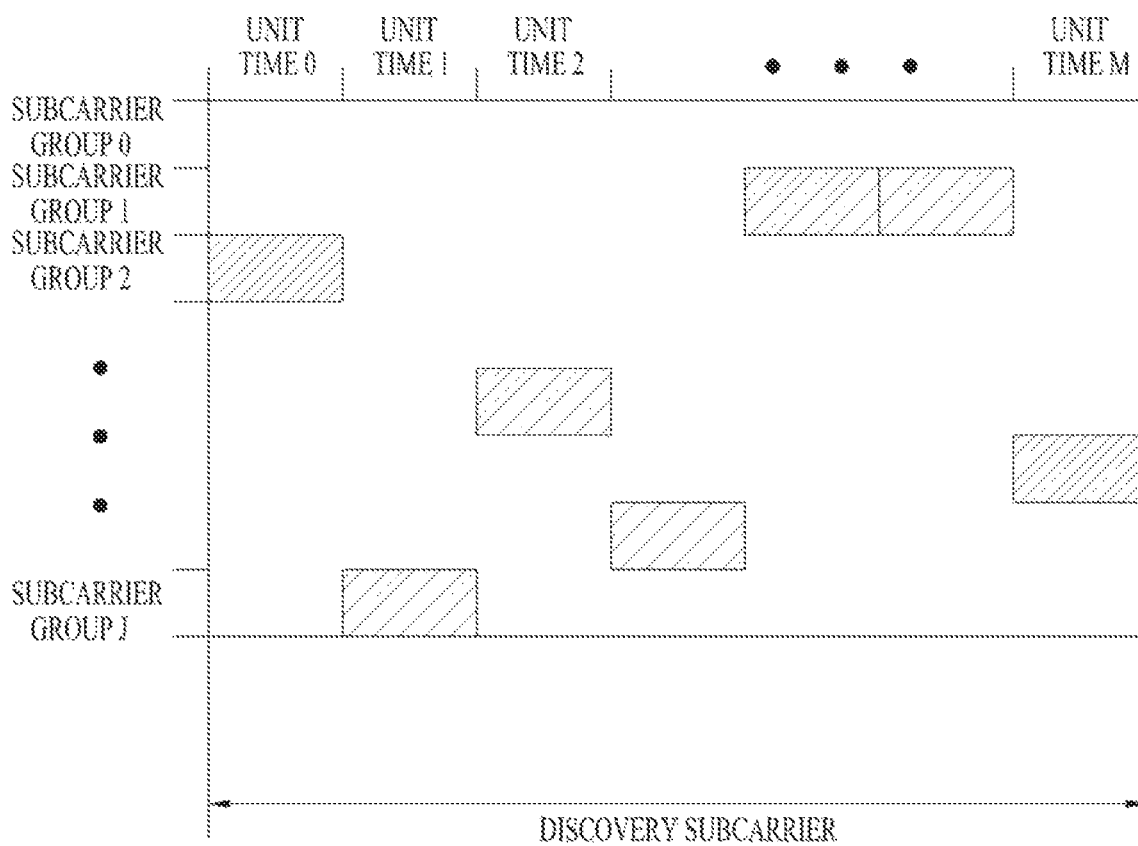 UNIT
TIME 0
UNIT
TIME 1
UNIT
TIME 2
UNIT
TIME M
SUBCARRIER
GROUP 0
SUBCARRIER
GROUP 1
SUBCARRIER
GROUP 2
SUBCARRIER
GROUP J
DISCOVERY SUBCARRIER